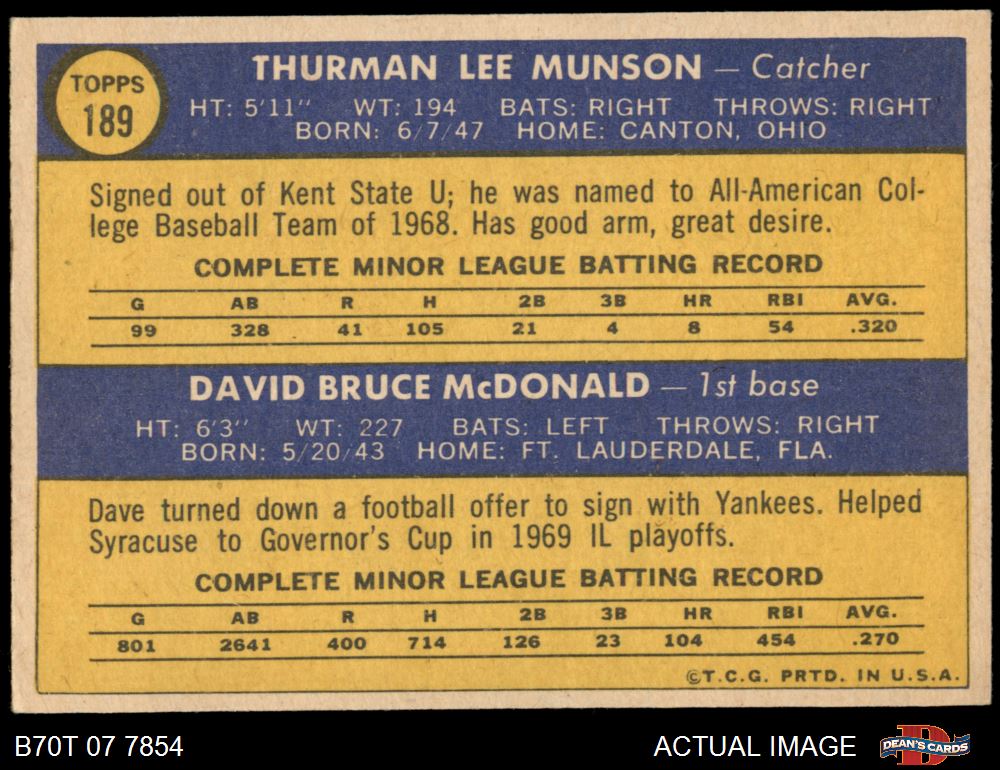 TOPPS
189
THURMAN LEE MUNSON — Catcher
HT: 5'11" WT: 194 BATS: RIGHT THROWS: RIGHT
BORN: 6/7/47 HOME: CANTON, OHIO
Signed out of Kent State U; he was named to All-American Col-
lege Baseball Team of 1968. Has good arm, great desire.
COMPLETE MINOR LEAGUE BATTING RECORD
G AB R H 2B 3B HR RBI AVG.
99 328 41 105 21 4 8 54 .320
DAVID BRUCE McDONALD — 1st base
HT: 6'3" WT: 227 BATS: LEFT THROWS: RIGHT
BORN: 5/20/43 HOME: FT. LAUDERDALE, FLA.
Dave turned down a football offer to sign with Yankees. Helped
Syracuse to Governor's Cup in 1969 IL playoffs.
COMPLETE MINOR LEAGUE BATTING RECORD
G AB R H 2B 3B HR RBI AVG.
801 2641 400 714 126 23 104 454 .270
©T.C.G. PRTD. IN U.S.A.
B70T 07 7854 ACTUAL IMAGE D DEAN'S CARDS